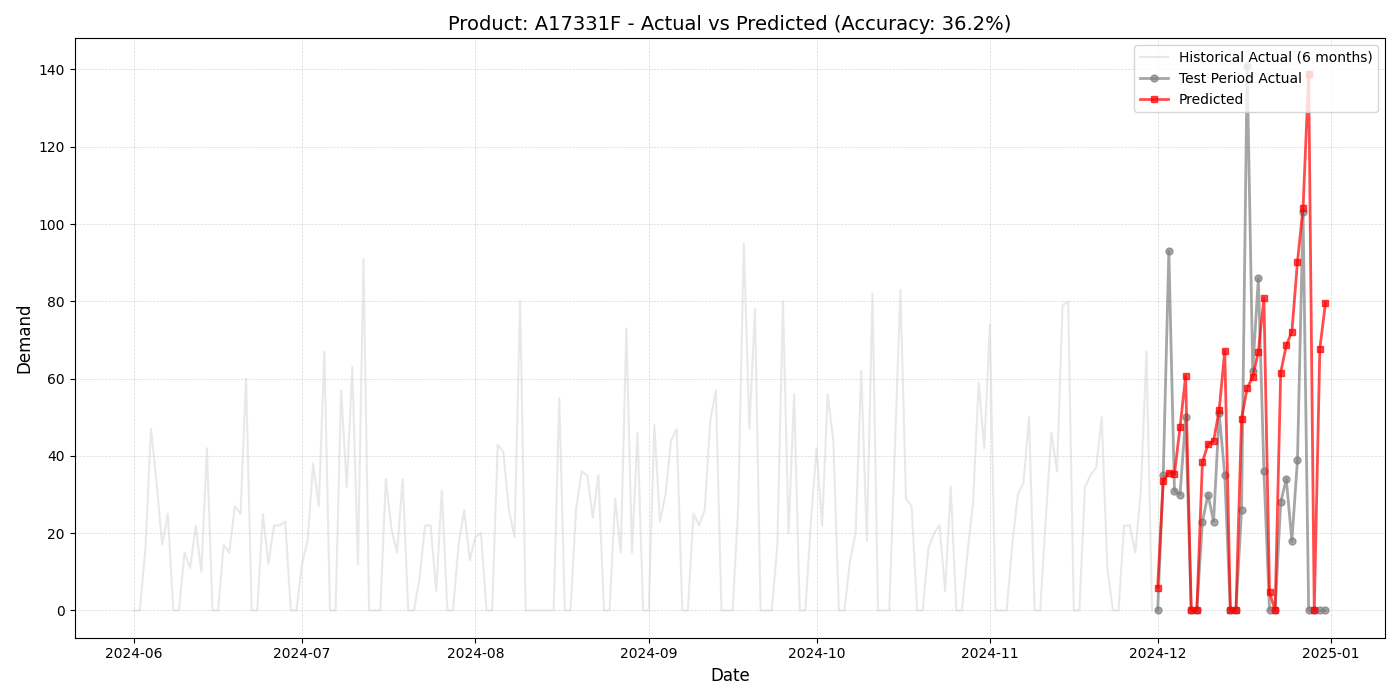 Product: A17331F - Actual vs Predicted (Accuracy: 36.2%)
Historical Actual (6 months)
Test Period Actual
Predicted
Demand
140
120
100
80
60
40
20
0
2024-06
2024-07
2024-08
2024-09
2024-10
2024-11
2024-12
2025-01
Date